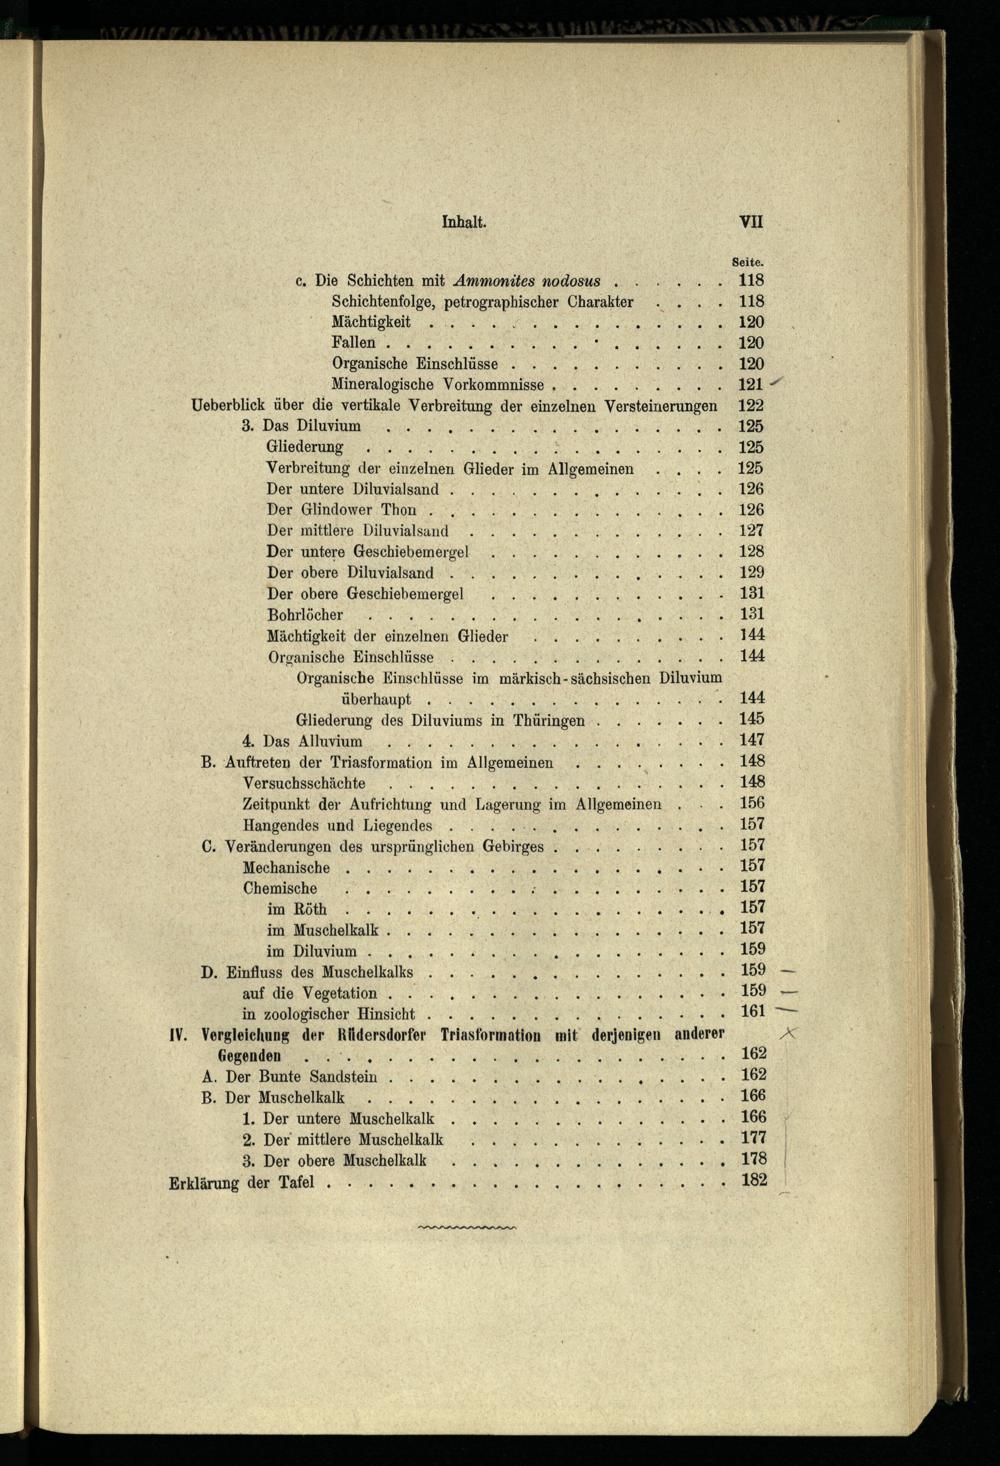 Inhalt. VII
Seite.
c. Die Schichten mit Ammonites nodosus . . . . . . 118
Schichtenfolge, petrographischer Charakter . . . . 118
Mächtigkeit . . . . . . . . . . . . . . . 120
Fallen . . . . . . . . . . . . . . . . . 120
Organische Einschlüsse . . . . . . . . . . . 120
Mineralogische Vorkommnisse . . . . . . . . . 121
Ueberblick über die vertikale Verbreitung der einzelnen Versteinerungen 122
3. Das Diluvium . . . . . . . . . . . . . . . . . 125
Gliederung . . . . . . . . . . . . . . . . . . 125
Verbreitung der einzelnen Glieder im Allgemeinen . . . . 125
Der untere Diluvialsand . . . . . . . . . . . . . . 126
Der Glindower Thon . . . . . . . . . . . . . . . 126
Der mittlere Diluvialsand . . . . . . . . . . . . . 127
Der untere Geschiebemergel . . . . . . . . . . . . 128
Der obere Diluvialsand . . . . . . . . . . . . . . 129
Der obere Geschiebemergel . . . . . . . . . . . . 131
Bohrlöcher . . . . . . . . . . . . . . . . . . 131
Mächtigkeit der einzelnen Glieder . . . . . . . . . . 144
Organische Einschlüsse . . . . . . . . . . . . . . 144
Organische Einschlüsse im märkisch-sächsischen Diluvium
überhaupt . . . . . . . . . . . . . . . 144
Gliederung des Diluviums in Thüringen . . . . . . . 145
4. Das Alluvium . . . . . . . . . . . . . . . . . 147
B. Auftreten der Triasformation im Allgemeinen . . . . . . . . 148
Versuchsschächte . . . . . . . . . . . . . . . . . 148
Zeitpunkt der Aufrichtung und Lagerung im Allgemeinen . . . 156
Hangendes und Liegendes . . . . . . . . . . . . . . 157
C. Veränderungen des ursprünglichen Gebirges . . . . . . . . . 157
Mechanische . . . . . . . . . . . . . . . . . . . 157
Chemische . . . . . . . . . . . . . . . . . . . 157
im Röth . . . . . . . . . . . . . . . . . . . 157
im Muschelkalk . . . . . . . . . . . . . . . . . 157
im Diluvium . . . . . . . . . . . . . . . . . . 159
D. Einfluss des Muschelkalks . . . . . . . . . . . . . . . 159
auf die Vegetation . . . . . . . . . . . . . . . . . 159
in zoologischer Hinsicht . . . . . . . . . . . . . . . 161
IV. Vergleichung der Rüdersdorfer Triasformation mit derjenigen anderer
Gegenden . . . . . . . . . . . . . . . . . . . . . 162
A. Der Bunte Sandstein . . . . . . . . . . . . . . . . . 162
B. Der Muschelkalk . . . . . . . . . . . . . . . . . . 166
1. Der untere Muschelkalk . . . . . . . . . . . . . . 166
2. Der mittlere Muschelkalk . . . . . . . . . . . . . 177
3. Der obere Muschelkalk . . . . . . . . . . . . . . 178
Erklärung der Tafel . . . . . . . . . . . . . . . . . . . . 182